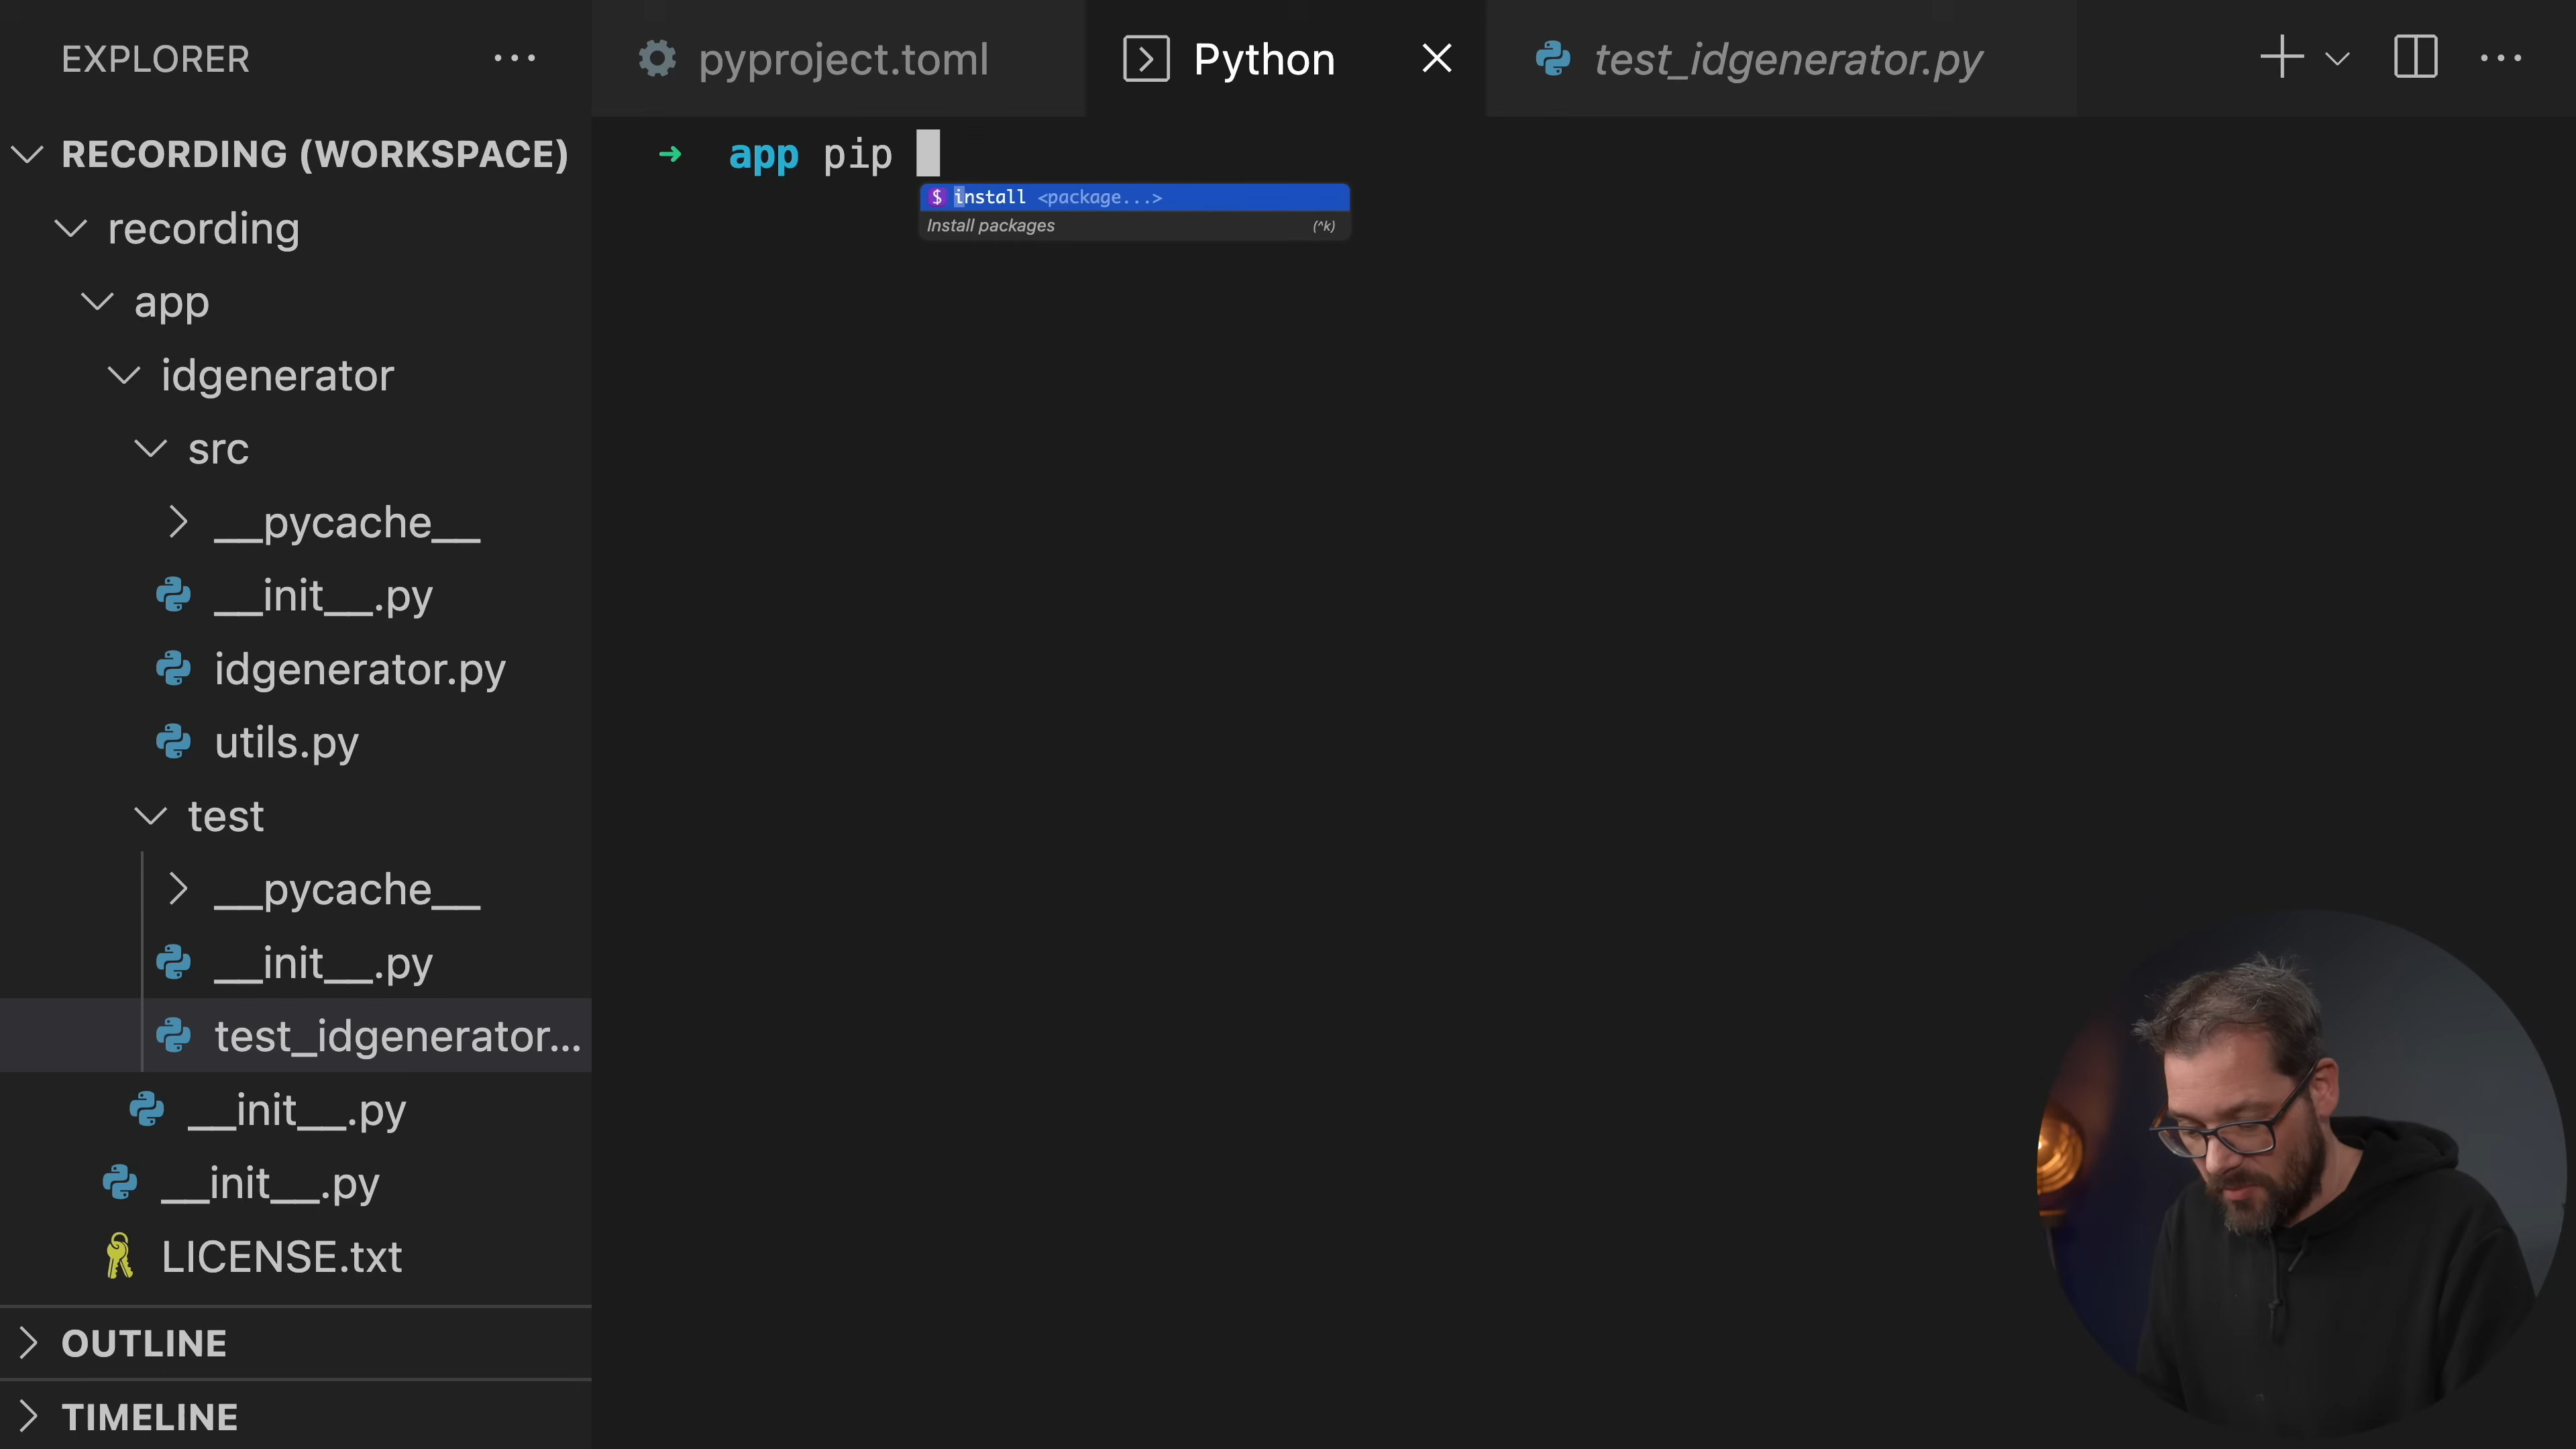 EXPLORER
RECORDING (WORKSPACE)
recording
app
idgenerator
src
__pycache__
__init__.py
idgenerator.py
utils.py
test
__pycache__
__init__.py
test_idgenerator...
__init__.py
__init__.py
LICENSE.txt
OUTLINE
TIMELINE
pyproject.toml
Python
test_idgenerator.py
➜ app pip
$ install <package...>
Install packages (^k)